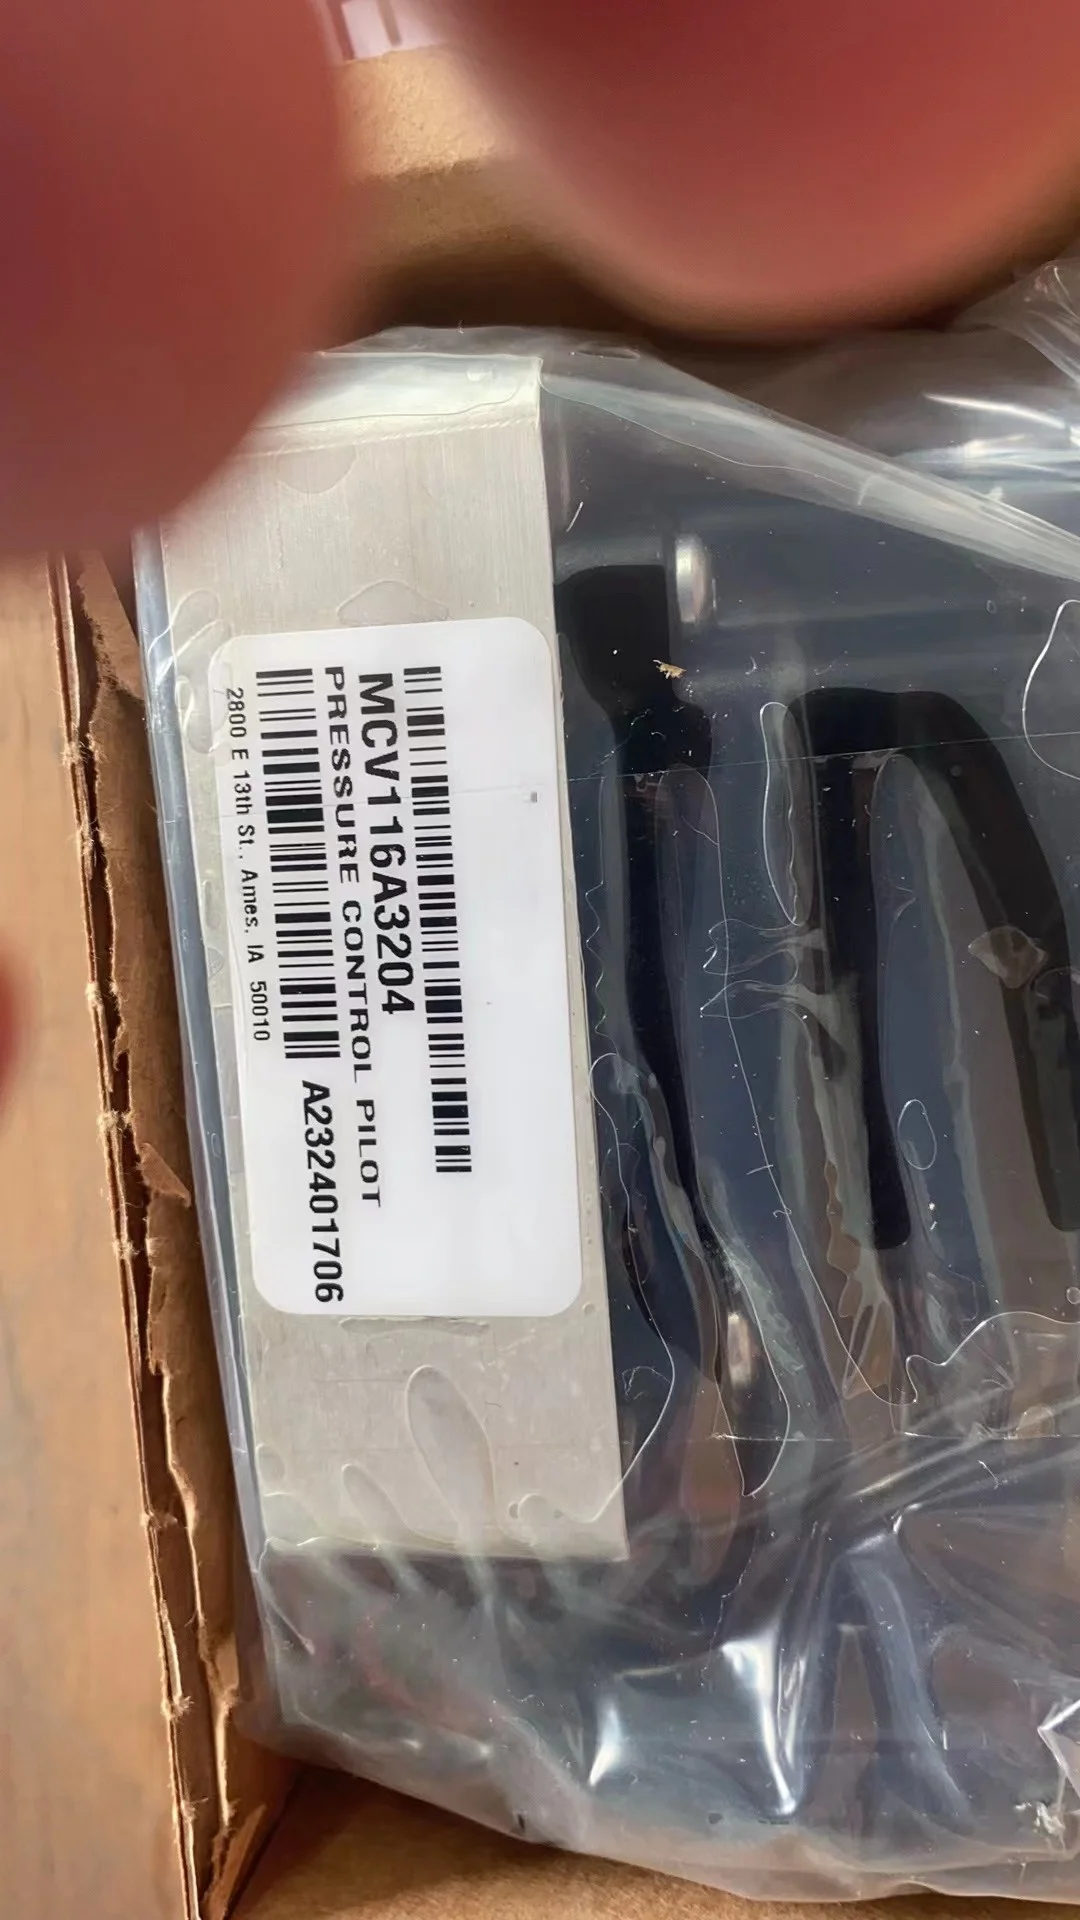 MCV116A3204
PRESSURE CONTROL PILOT
A232401706
2800 E 13th St., Ames, IA 50010